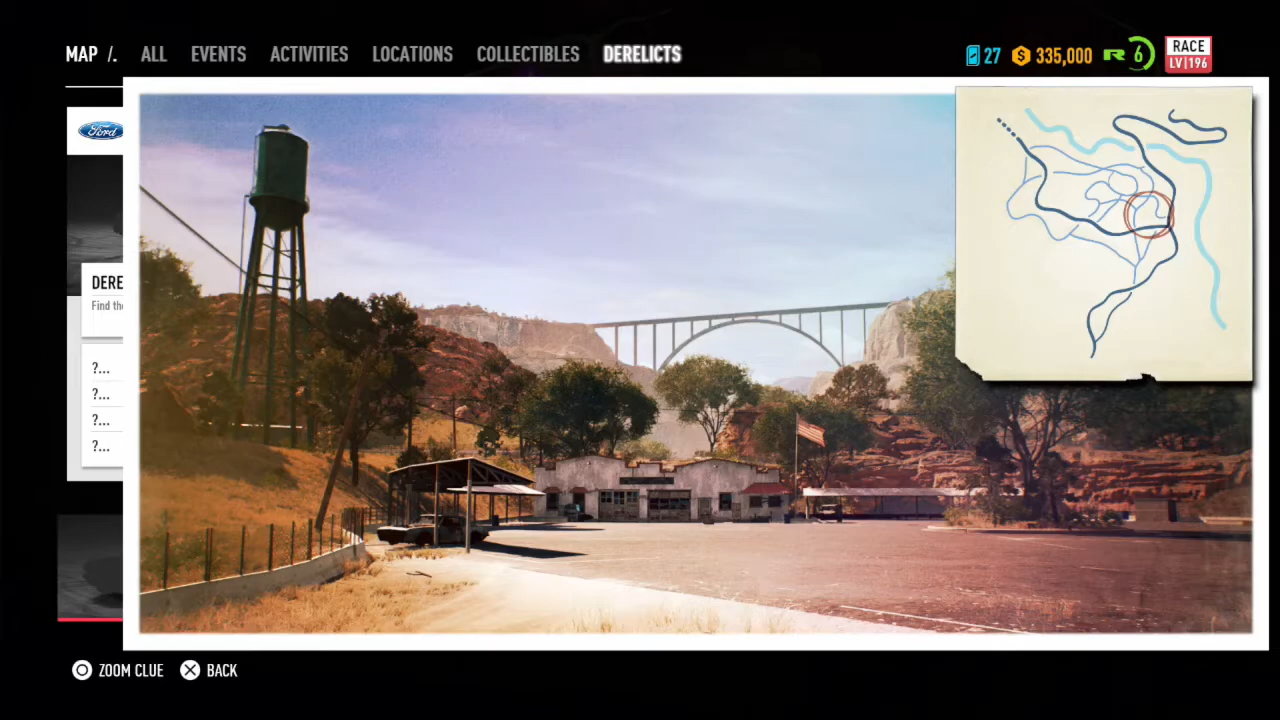 MAP /. ALL EVENTS ACTIVITIES LOCATIONS COLLECTIBLES DERELICTS 27 335,000 R 6 RACE
LV|196
Ford
DERE
Find the
?...
?...
?...
?...
ZOOM CLUE BACK